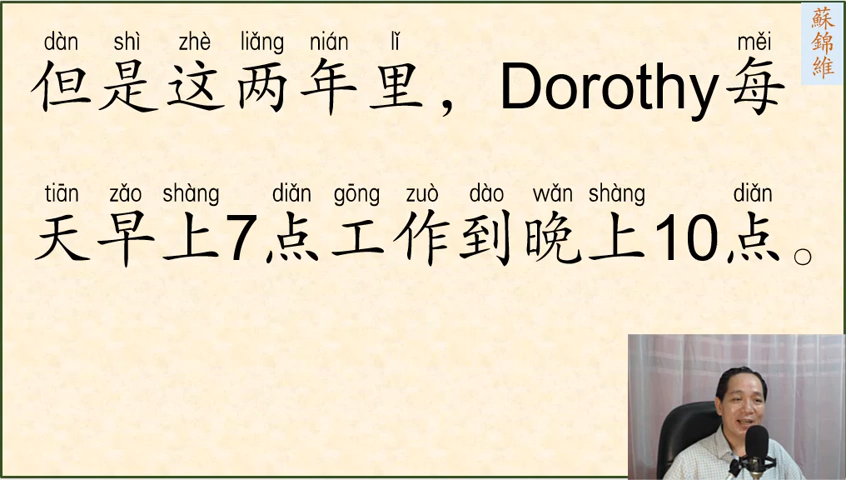 dàn shì zhè liǎng nián lǐ měi
但是这两年里，Dorothy每
tiān zǎo shàng diǎn gōng zuò dào wǎn shàng diǎn
天早上7点工作到晚上10点。
蘇錦維